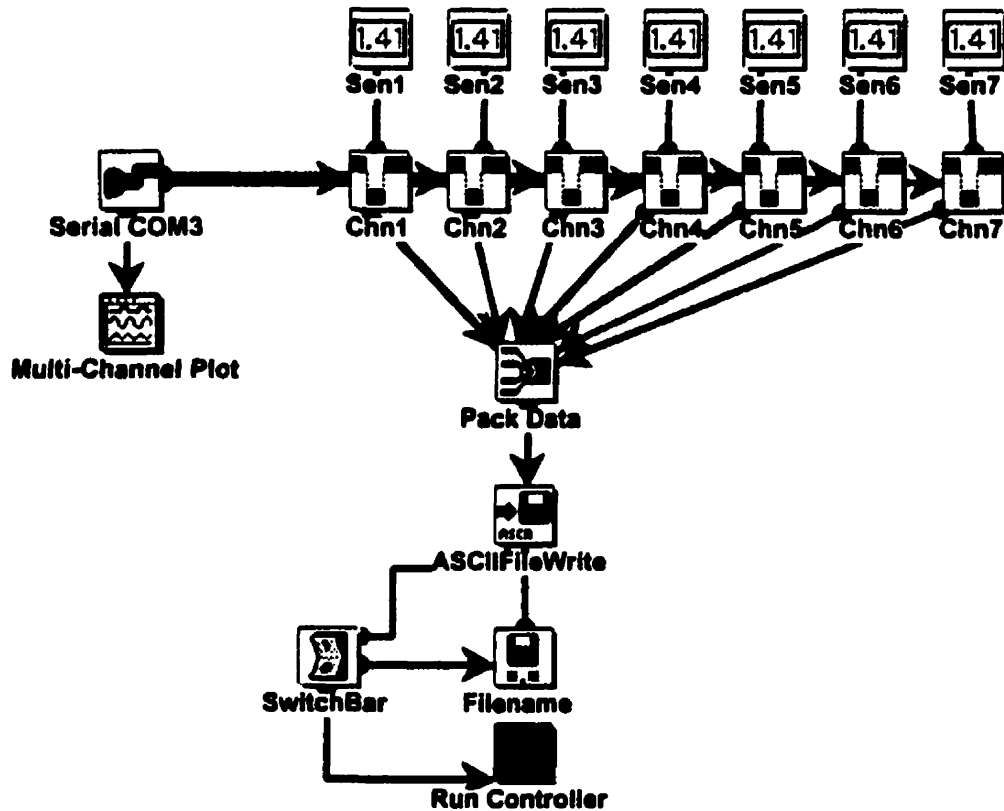 1.41 1.41 1.41 1.41 1.41 1.41 1.41
Sen1 Sen2 Sen3 Sen4 Sen5 Sen6 Sen7
Serial COM3 Chn1 Chn2 Chn3 Chn4 Chn5 Chn6 Chn7
Multi-Channel Plot
Pack Data
ASCII
ASCIIFileWrite
SwitchBar Filename
Run Controller